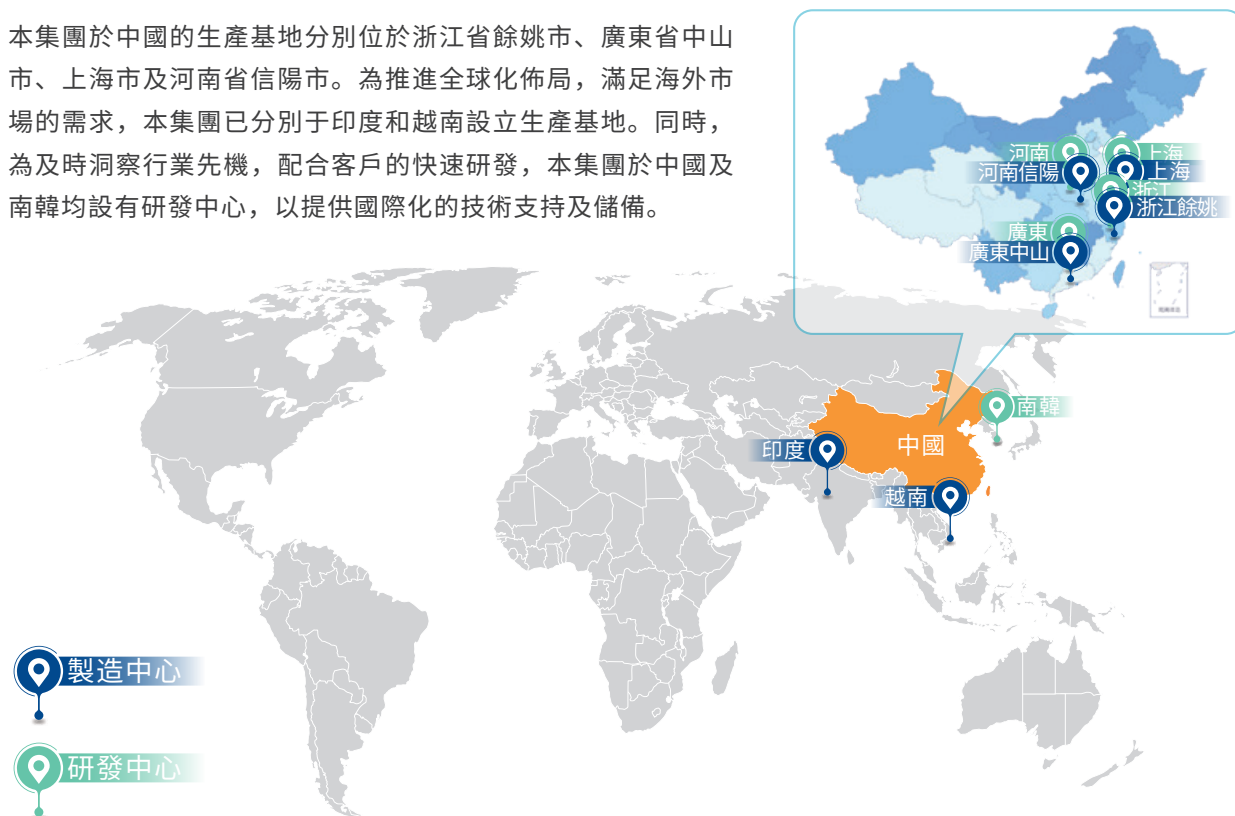 本集團於中國的生產基地分別位於浙江省餘姚市、廣東省中山
市、上海市及河南省信陽市。為推進全球化佈局，滿足海外市
場的需求，本集團已分別于印度和越南設立生產基地。同時，
為及時洞察行業先機，配合客戶的快速研發，本集團於中國及
南韓均設有研發中心，以提供國際化的技術支持及儲備。
河南
上海
河南信陽
上海
浙江
浙江餘姚
廣東
廣東中山
南韓
中國
印度
越南
製造中心
研發中心